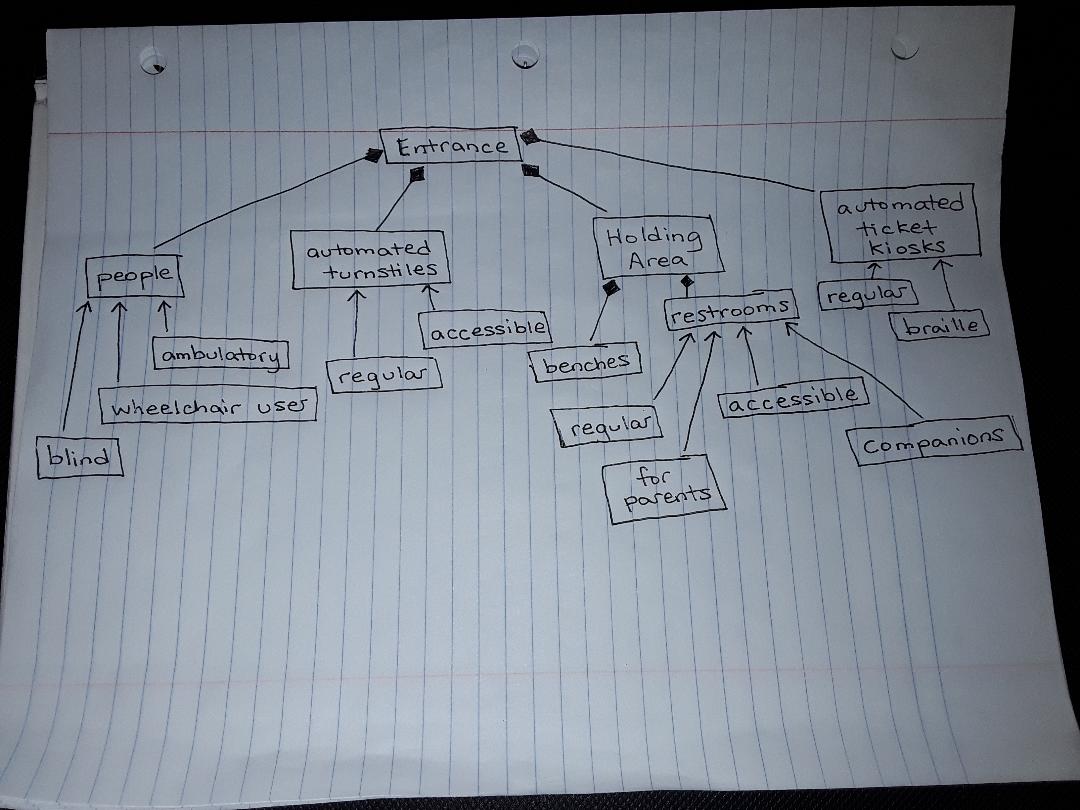 Entrance
people
automated
turnstiles
Holding
Area
automated
ticket
kiosks
ambulatory
wheelchair user
blind
regular
accessible
benches
restrooms
regular
for
parents
accessible
companions
regular
braille